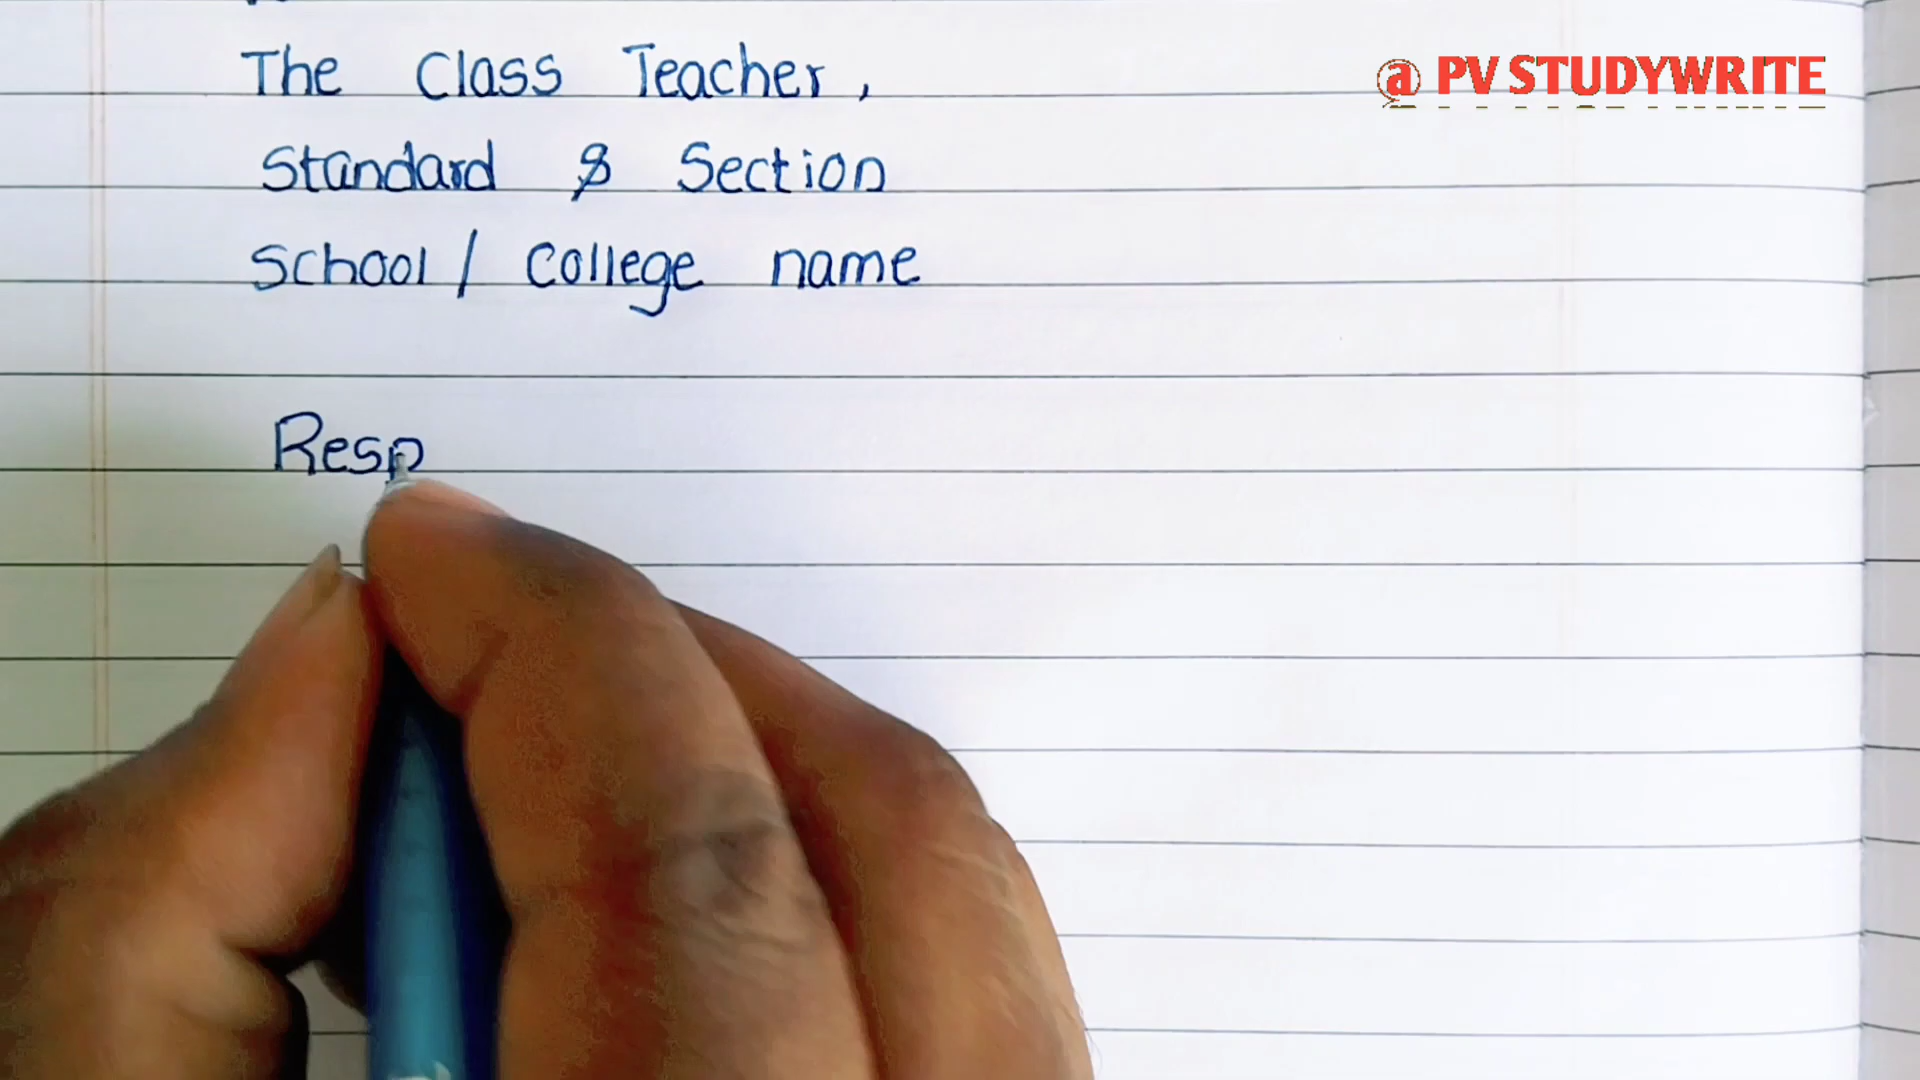 The Class Teacher,
@ PV STUDYWRITE
Standard & Section
School / College name
Resp